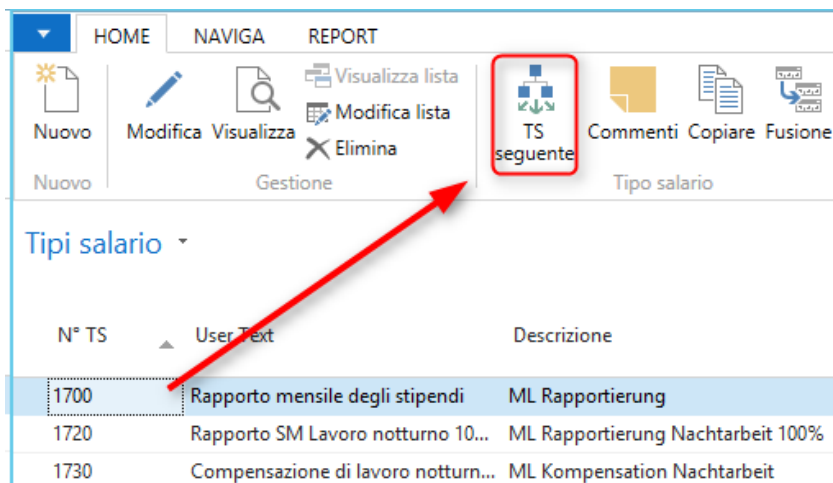 HOME NAVIGA REPORT
Nuovo
Modifica
Visualizza
Visualizza lista
Modifica lista
Elimina
TS
seguente
Commenti
Copiare
Fusione
Nuovo
Gestione
Tipo salario
Tipi salario
N° TS User Text Descrizione
1700 Rapporto mensile degli stipendi ML Rapportierung
1720 Rapporto SM Lavoro notturno 10... ML Rapportierung Nachtarbeit 100%
1730 Compensazione di lavoro notturn... ML Kompensation Nachtarbeit